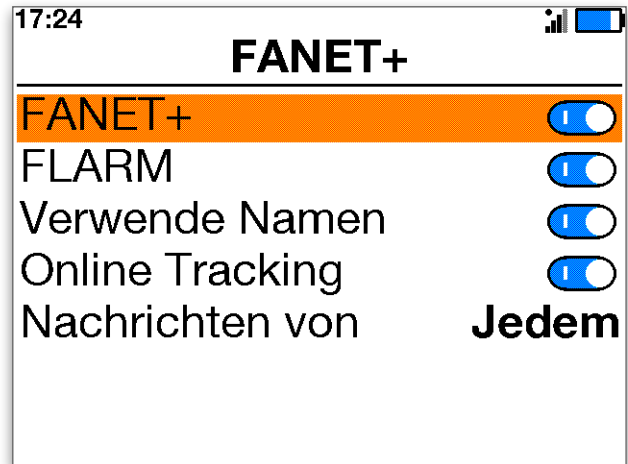 17:24
FANET+
FANET+
FLARM
Verwende Namen
Online Tracking
Nachrichten von Jedem